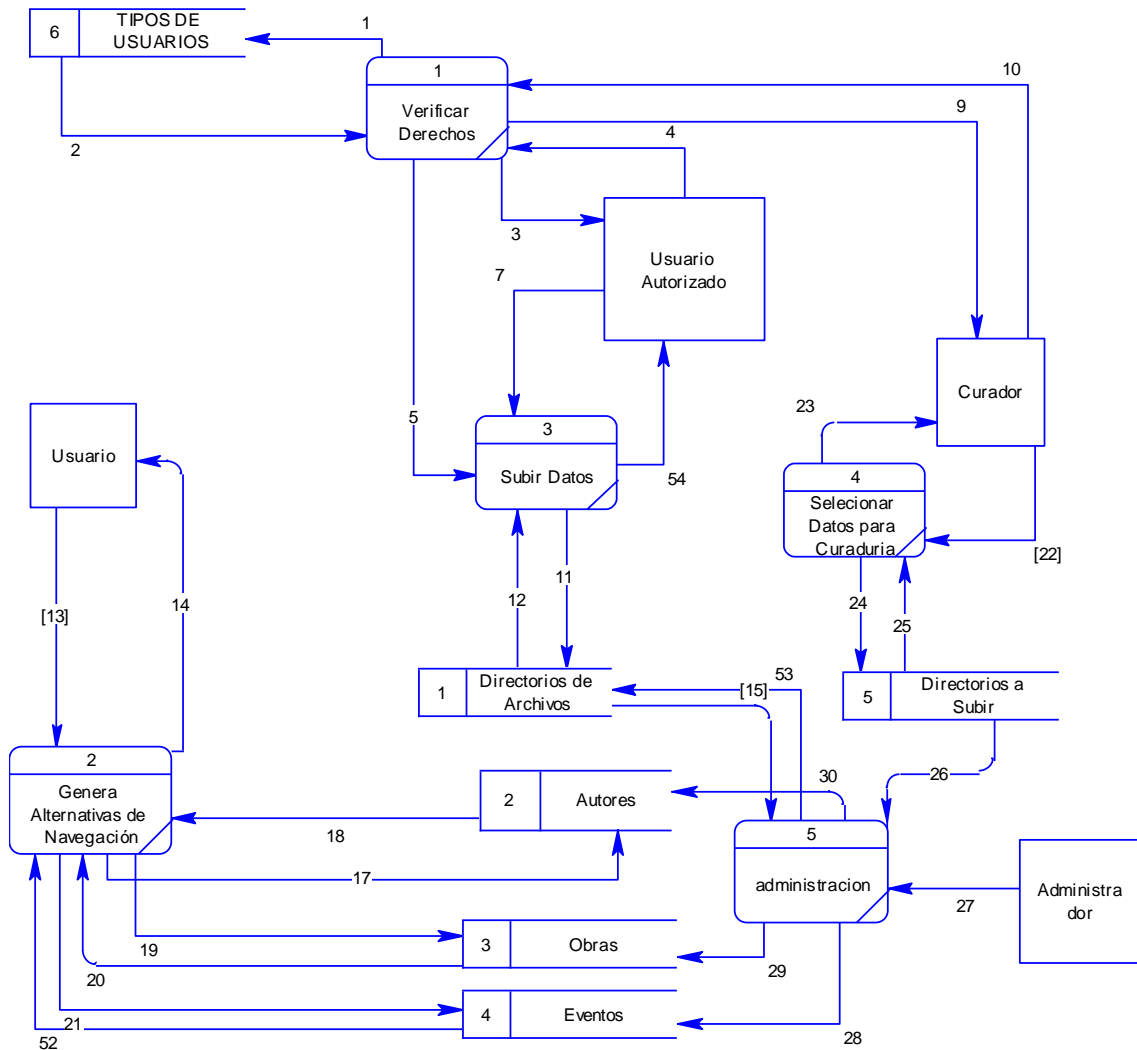 6
TIPOS DE
USUARIOS
1
2
1
Verificar
Derechos
10
9
4
3
Usuario
Autorizado
7
5
3
Subir Datos
54
Curador
23
4
Selecionar
Datos para
Curaduria
[22]
Usuario
[13]
14
12
11
24
25
1
Directorios de
Archivos
53
[15]
5
Directorios a
Subir
26
2
Genera
Alternativas de
Navegación
18
17
2
Autores
30
5
administracion
27
Administra
dor
19
20
3
Obras
29
21
52
4
Eventos
28